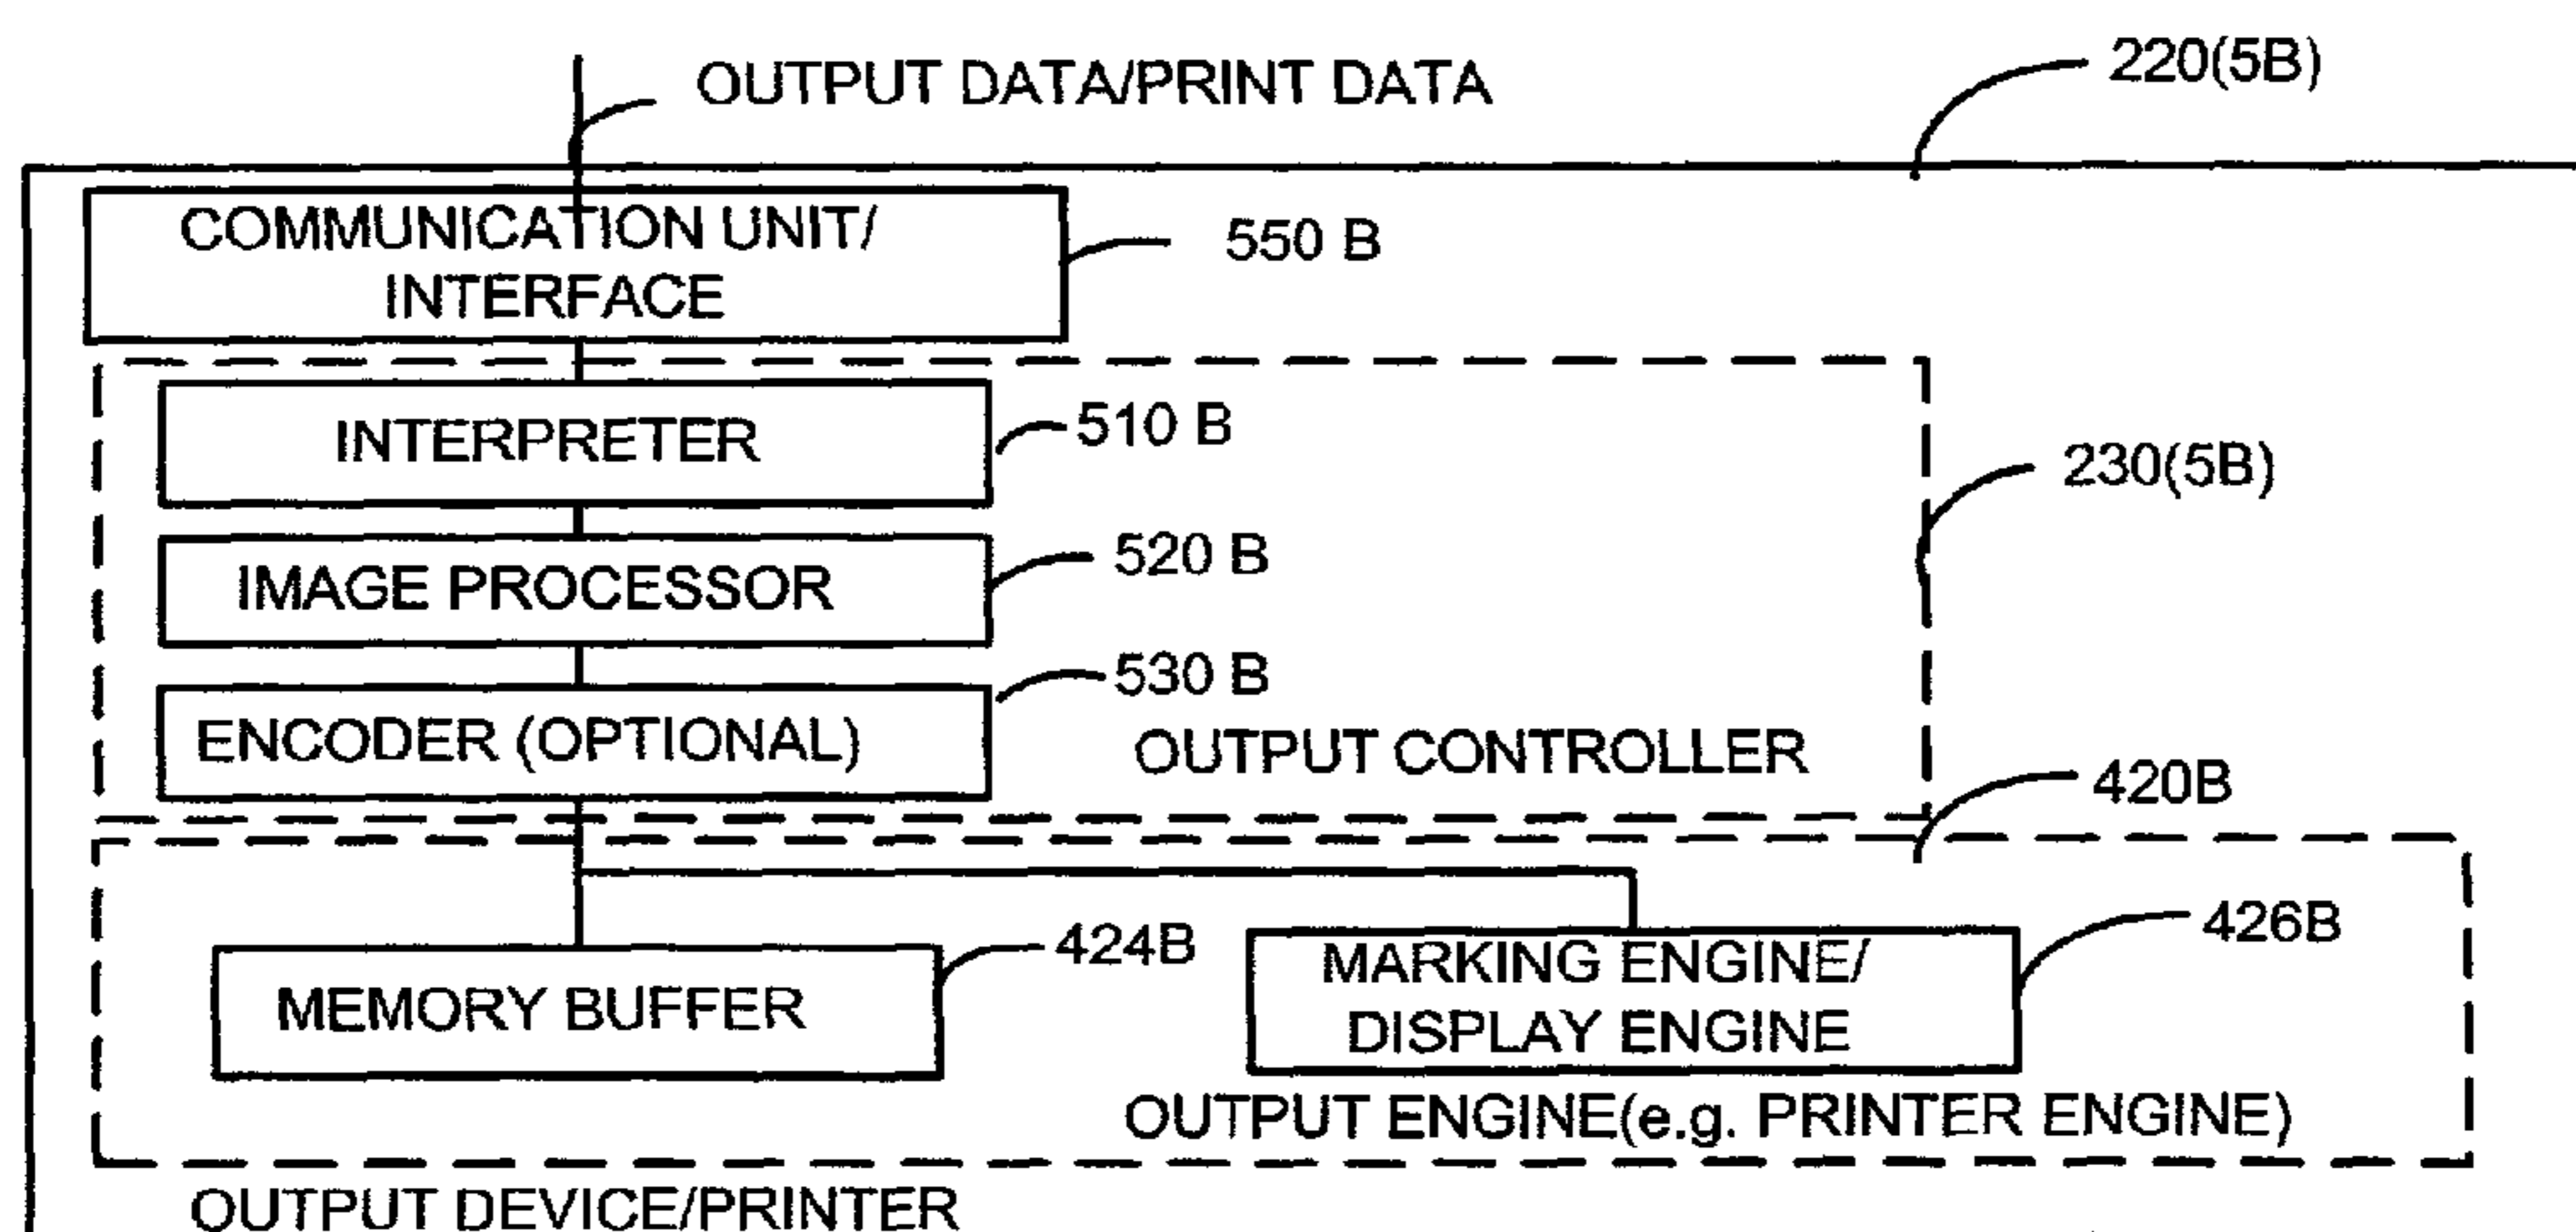 OUTPUT DATA/PRINT DATA
220(5B)
COMMUNICATION UNIT/
INTERFACE
550 B
INTERPRETER
510 B
230(5B)
IMAGE PROCESSOR
520 B
ENCODER (OPTIONAL)
530 B
OUTPUT CONTROLLER
420B
MEMORY BUFFER
424B
MARKING ENGINE/
DISPLAY ENGINE
426B
OUTPUT ENGINE(e.g. PRINTER ENGINE)
OUTPUT DEVICE/PRINTER